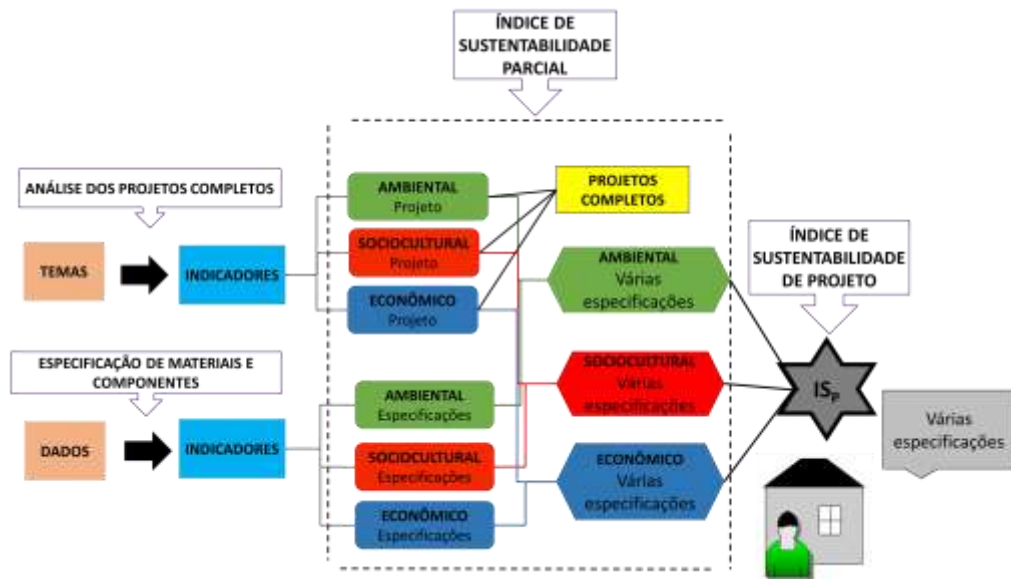 ÍNDICE DE
SUSTENTABILIDADE
PARCIAL
ANÁLISE DOS PROJETOS COMPLETOS
TEMAS
INDICADORES
AMBIENTAL
Projeto
SOCIOCULTURAL
Projeto
ECONÔMICO
Projeto
PROJETOS
COMPLETOS
AMBIENTAL
Várias
especificações
ÍNDICE DE
SUSTENTABILIDADE
DE PROJETO
ESPECIFICAÇÃO DE MATERIAIS E
COMPONENTES
DADOS
INDICADORES
AMBIENTAL
Especificações
SOCIOCULTURAL
Especificações
ECONÔMICO
Especificações
SOCIOCULTURAL
Várias
especificações
ECONÔMICO
Várias
especificações
ISP
Várias
especificações